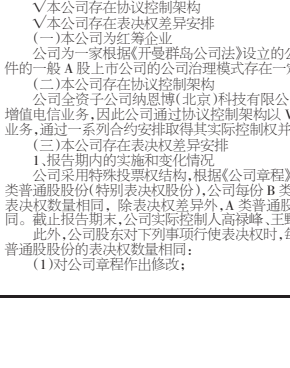 √本公司存在协议控制架构
√本公司存在表决权差异安排
(一)本公司为红筹企业
公司为一家根据《开曼群岛公司法》设立的公
件的一般 A 股上市公司的公司治理模式存在一定
(二)本公司存在协议控制架构
公司全资子公司纳恩博(北京)科技有限公
增值电信业务,因此公司通过协议控制架构以 V
业务,通过一系列合约安排取得其实际控制权并
(三)本公司存在表决权差异安排
1、报告期内的实施和变化情况
公司采用特殊投票权结构,根据《公司章程》
类普通股股份(特别表决权股份),公司每份 B 类
表决权数量相同, 除表决权差异外,A 类普通股
同。截止报告期末,公司实际控制人高禄峰、王野
此外,公司股东对下列事项行使表决权时,每
普通股股份的表决权数量相同:
(1)对公司章程作出修改;